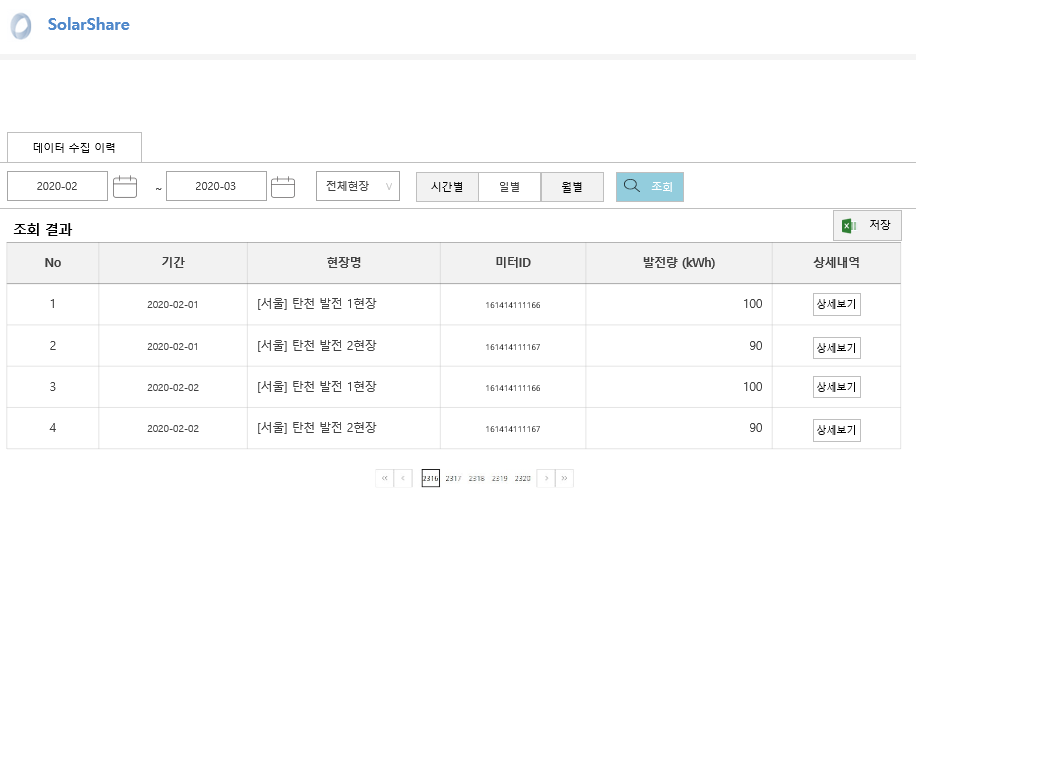 SolarShare
데이터 수집 이력
2020-02 ~ 2020-03 전체현장 ∨ 시간별 일별 월별 조회
조회 결과 저장
No 기간 현장명 미터ID 발전량 (kWh) 상세내역
1 2020-02-01 [서울] 탄천 발전 1현장 161414111166 100 상세보기
2 2020-02-01 [서울] 탄천 발전 2현장 161414111167 90 상세보기
3 2020-02-02 [서울] 탄천 발전 1현장 161414111166 100 상세보기
4 2020-02-02 [서울] 탄천 발전 2현장 161414111167 90 상세보기
« ‹ 2316 2317 2318 2319 2320 › »